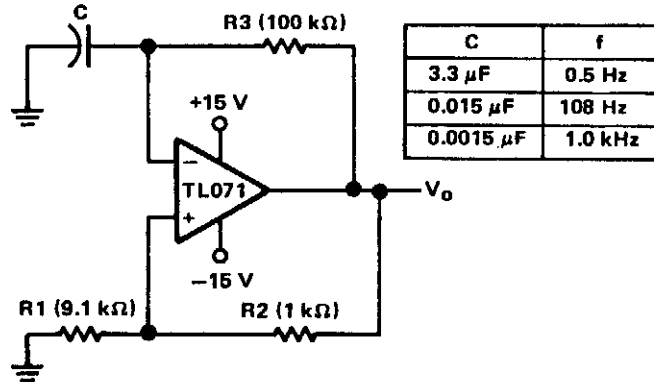 C
R3 (100 kΩ)
+15 V
−
TL071
+
−15 V
Vo
R1 (9.1 kΩ)
R2 (1 kΩ)
C f
3.3 μF 0.5 Hz
0.015 μF 108 Hz
0.0015 μF 1.0 kHz